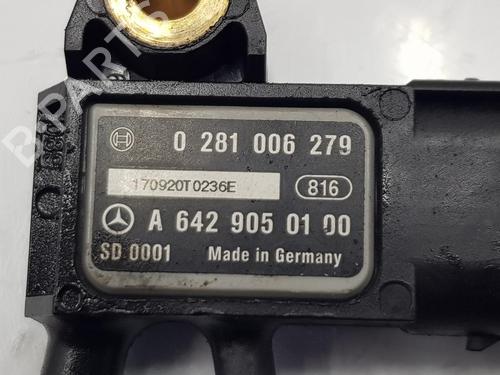 0 281 006 279
170920T0236E 816
A 642 905 01 00
SD 0001 Made in Germany